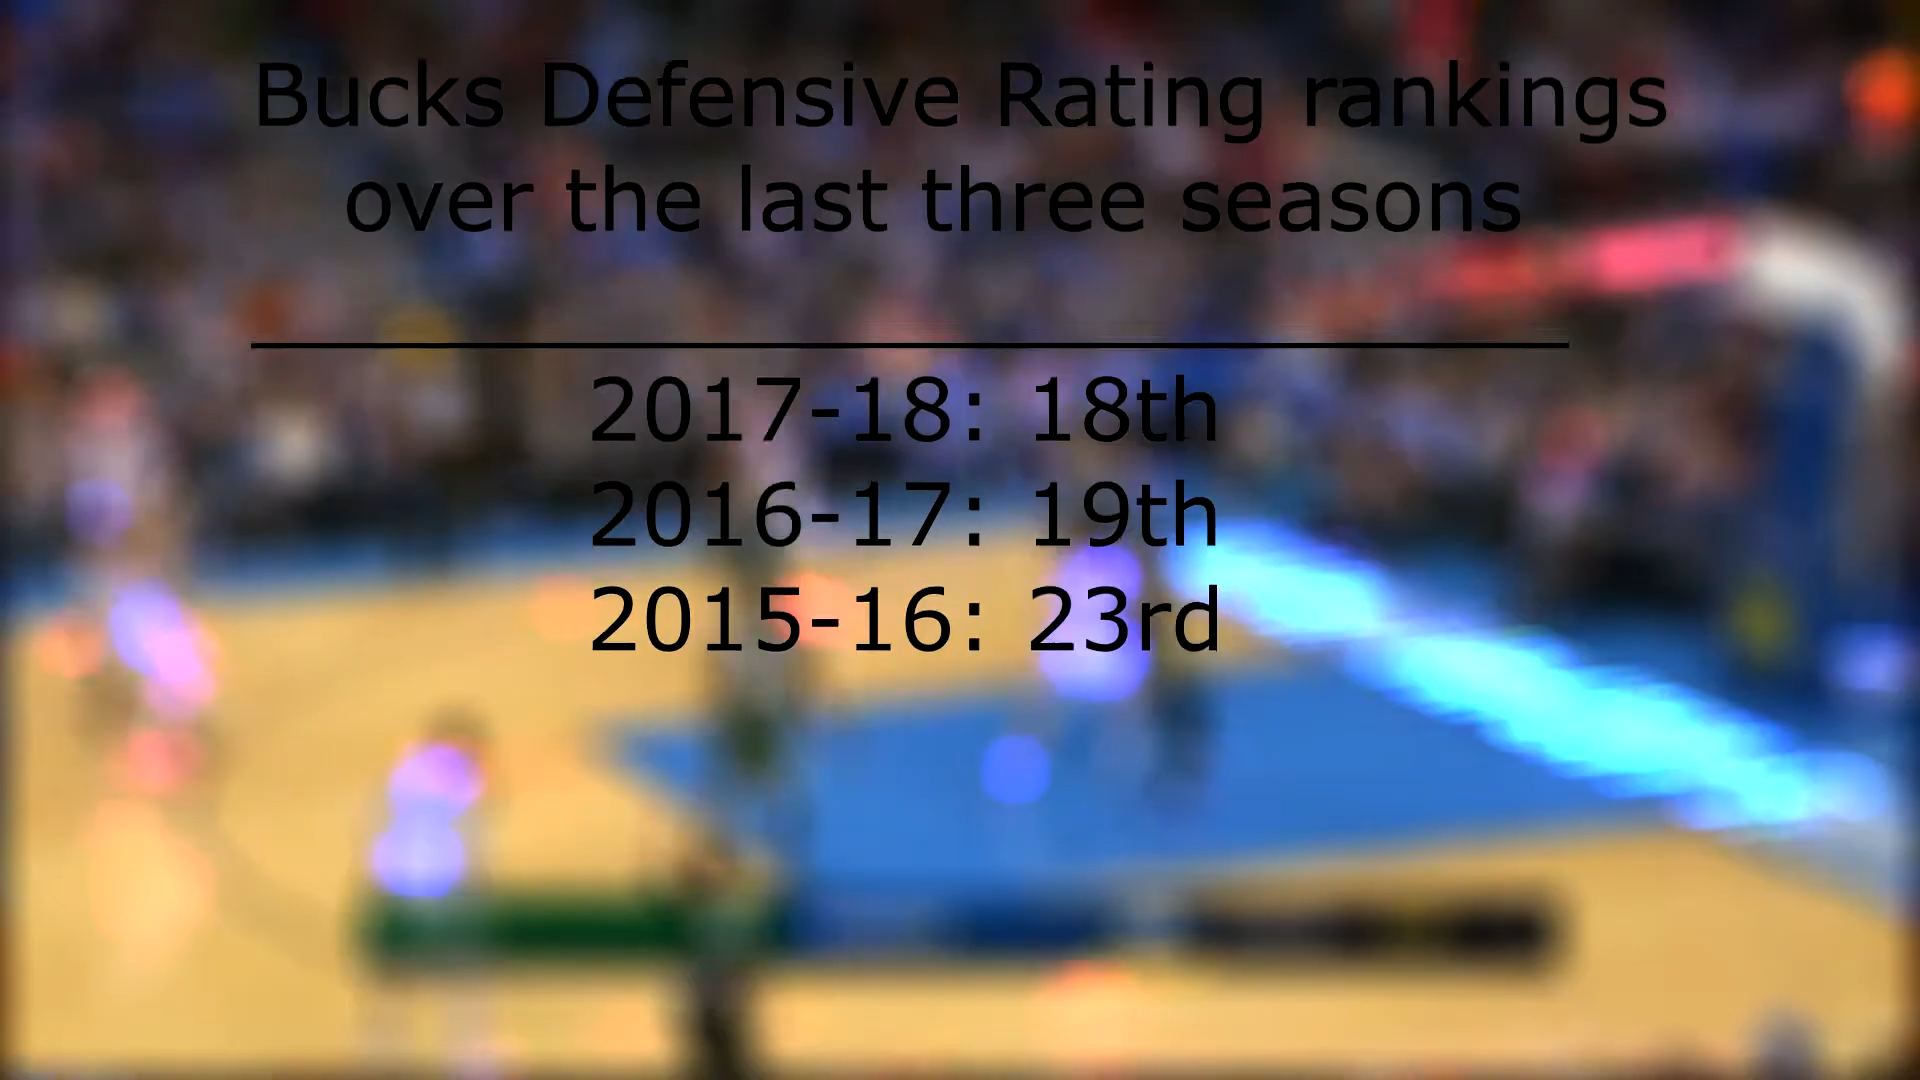 Bucks Defensive Rating rankings
over the last three seasons
2017-18: 18th
2016-17: 19th
2015-16: 23rd